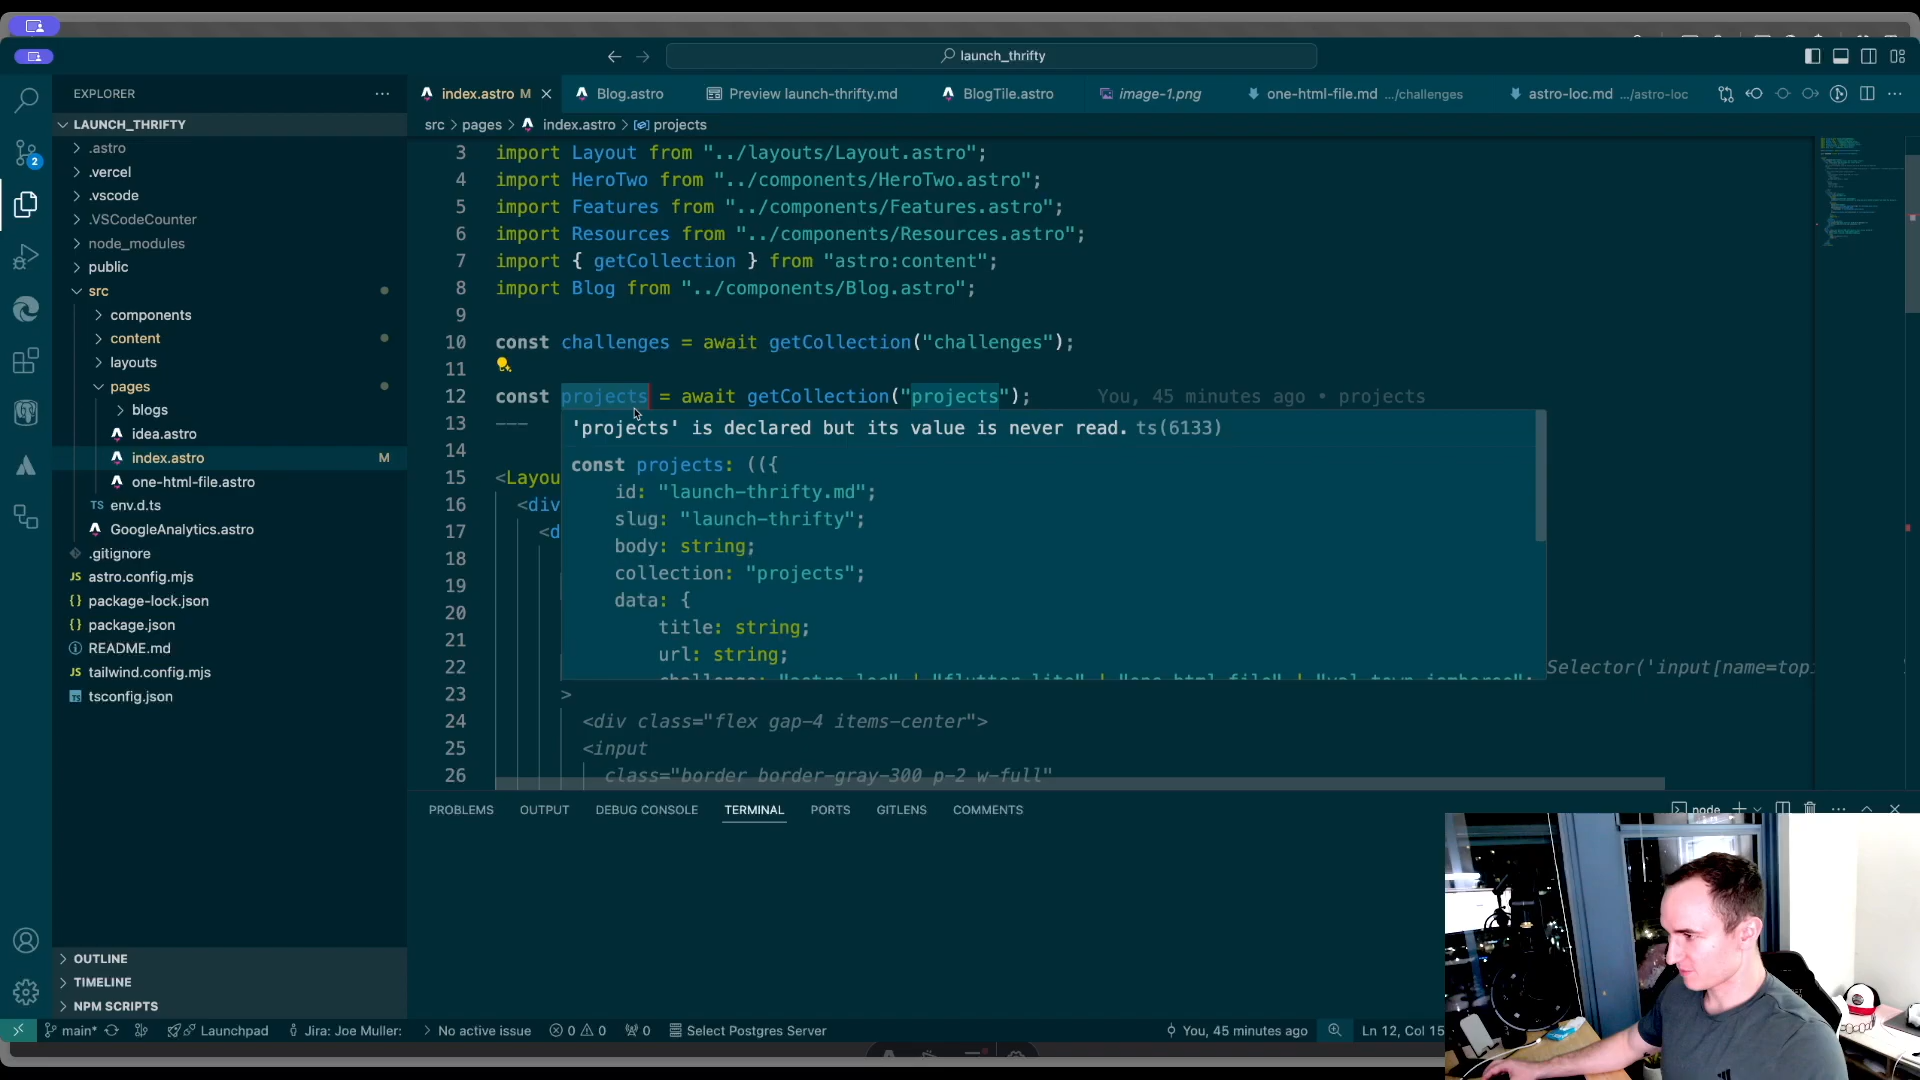 launch_thrifty
EXPLORER
LAUNCH_THRIFTY
.astro
.vercel
.vscode
.VSCodeCounter
node_modules
public
src
components
content
layouts
pages
blogs
idea.astro
index.astro M
one-html-file.astro
TS env.d.ts
GoogleAnalytics.astro
.gitignore
JS astro.config.mjs
{} package-lock.json
{} package.json
README.md
JS tailwind.config.mjs
TS tsconfig.json
OUTLINE
TIMELINE
NPM SCRIPTS
2
index.astro M
Blog.astro
Preview launch-thrifty.md
BlogTile.astro
image-1.png
one-html-file.md .../challenges
astro-loc.md .../astro-loc
src > pages > index.astro > projects
3 import Layout from "../layouts/Layout.astro";
4 import HeroTwo from "../components/HeroTwo.astro";
5 import Features from "../components/Features.astro";
6 import Resources from "../components/Resources.astro";
7 import { getCollection } from "astro:content";
8 import Blog from "../components/Blog.astro";
9
10 const challenges = await getCollection("challenges");
11
12 const projects = await getCollection("projects"); You, 45 minutes ago • projects
13 ---
14
15 <Layou
16 <div
17 <d
18
19
20
21
22
23 >
24 <div class="flex gap-4 items-center">
25 <input
26 class="border border-gray-300 p-2 w-full"
'projects' is declared but its value is never read. ts(6133)
const projects: (({
id: "launch-thrifty.md";
slug: "launch-thrifty";
body: string;
collection: "projects";
data: {
title: string;
url: string;
challenge: "astro-loc" | "flutter-lite" | "one-html-file" | "val-town-jamboree";
Selector('input[name=topi
PROBLEMS OUTPUT DEBUG CONSOLE TERMINAL PORTS GITLENS COMMENTS
node
main* Launchpad Jira: Joe Muller: No active issue 0 0 0 Select Postgres Server You, 45 minutes ago Ln 12, Col 15